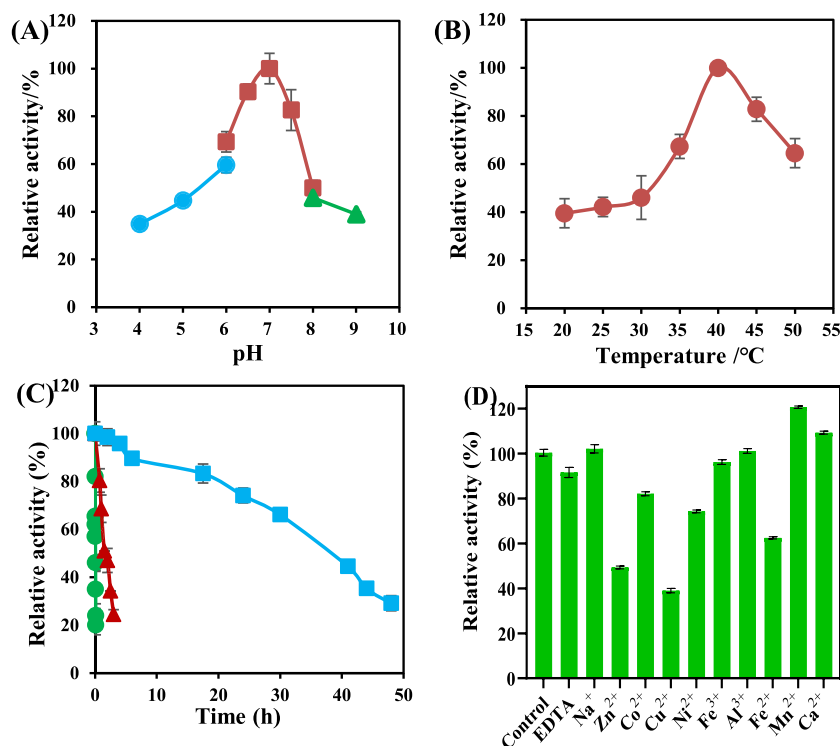 (A)
Relative activity/%
120
100
80
60
40
20
0
3 4 5 6 7 8 9 10
pH
(B)
Relative activity/%
120
100
80
60
40
20
0
15 20 25 30 35 40 45 50 55
Temperature /°C
(C)
Relative activity (%)
120
100
80
60
40
20
0
0 10 20 30 40 50
Time (h)
(D)
Relative activity (%)
120
100
80
60
40
20
0
Control EDTA Na⁺ Zn²⁺ Co²⁺ Cu²⁺ Ni²⁺ Fe³⁺ Al³⁺ Fe²⁺ Mn²⁺ Ca²⁺